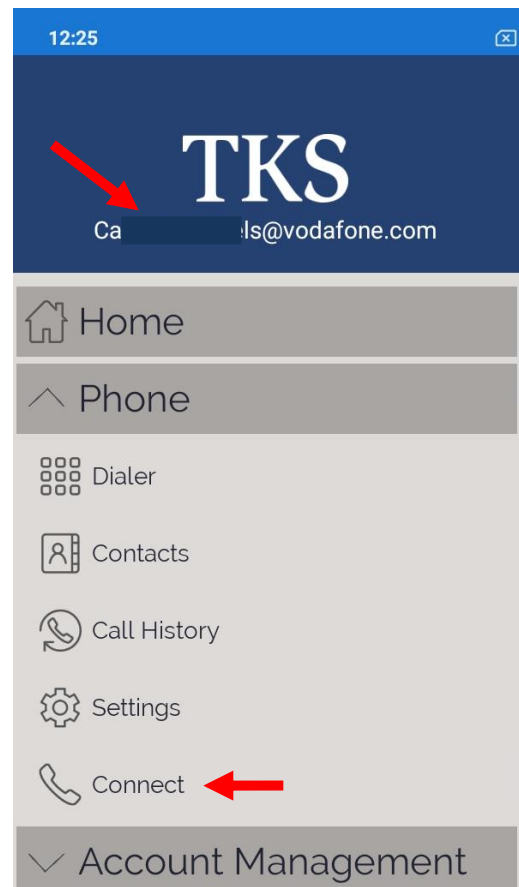 12:25
TKS
Ca ls@vodafone.com
Home
Phone
Dialer
Contacts
Call History
Settings
Connect
Account Management